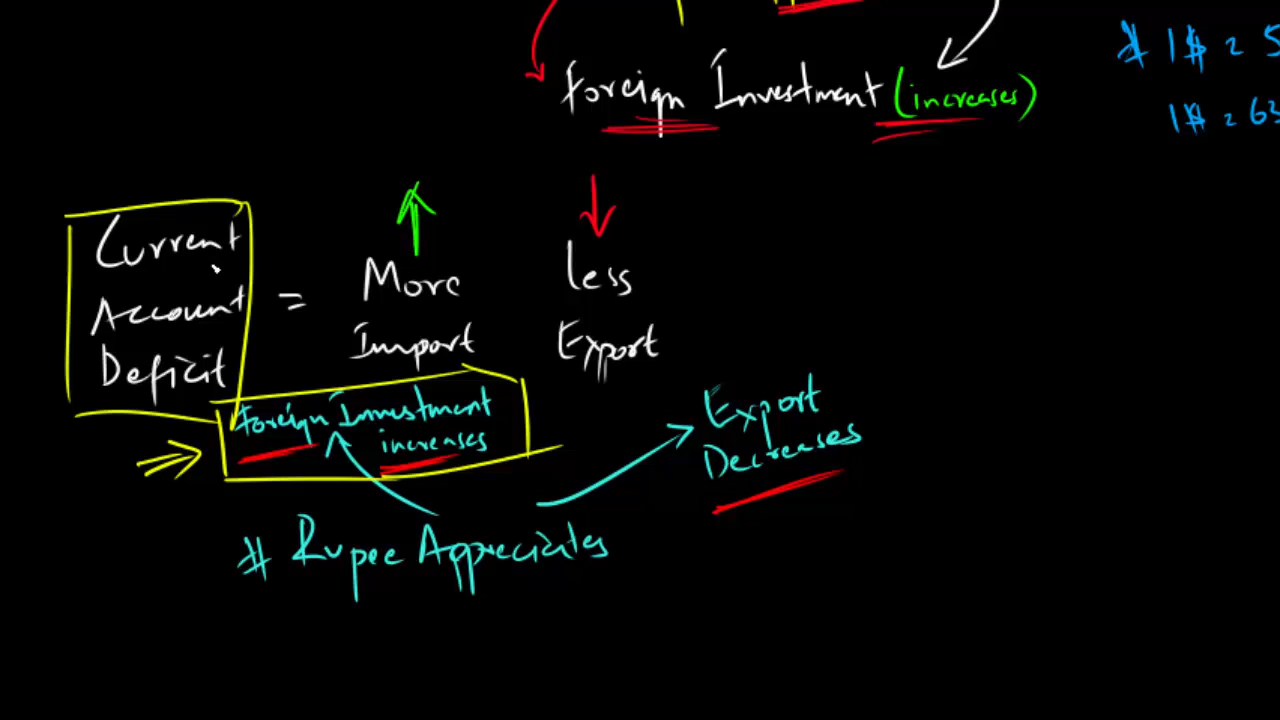 # 1$ = 5
Foreign Investment (increases)
1$ = 63
Current
Account
Deficit
=
More
Import
less
Export
Foreign Investment
increases
Export
Decreases
# Rupee Appreciates